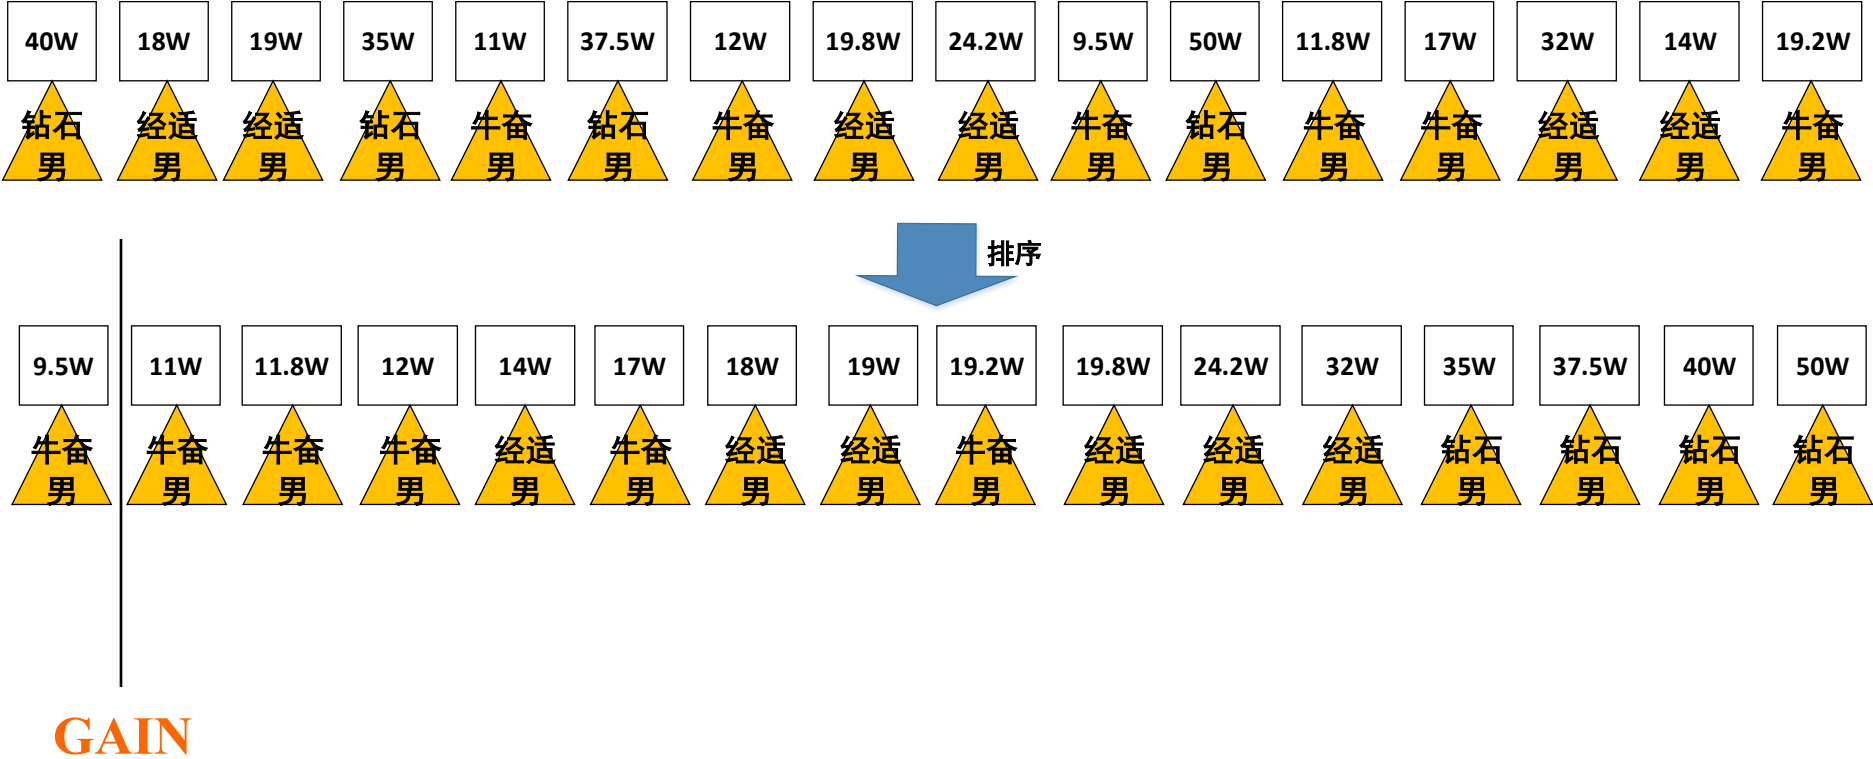 40W 18W 19W 35W 11W 37.5W 12W 19.8W 24.2W 9.5W 50W 11.8W 17W 32W 14W 19.2W
钻石 经适 经适 钻石 牛奋 钻石 牛奋 经适 经适 牛奋 钻石 牛奋 牛奋 经适 经适 牛奋
男 男 男 男 男 男 男 男 男 男 男 男 男 男 男 男
排序
9.5W 11W 11.8W 12W 14W 17W 18W 19W 19.2W 19.8W 24.2W 32W 35W 37.5W 40W 50W
牛奋 牛奋 牛奋 牛奋 经适 牛奋 经适 经适 牛奋 经适 经适 经适 钻石 钻石 钻石 钻石
男 男 男 男 男 男 男 男 男 男 男 男 男 男 男 男
GAIN